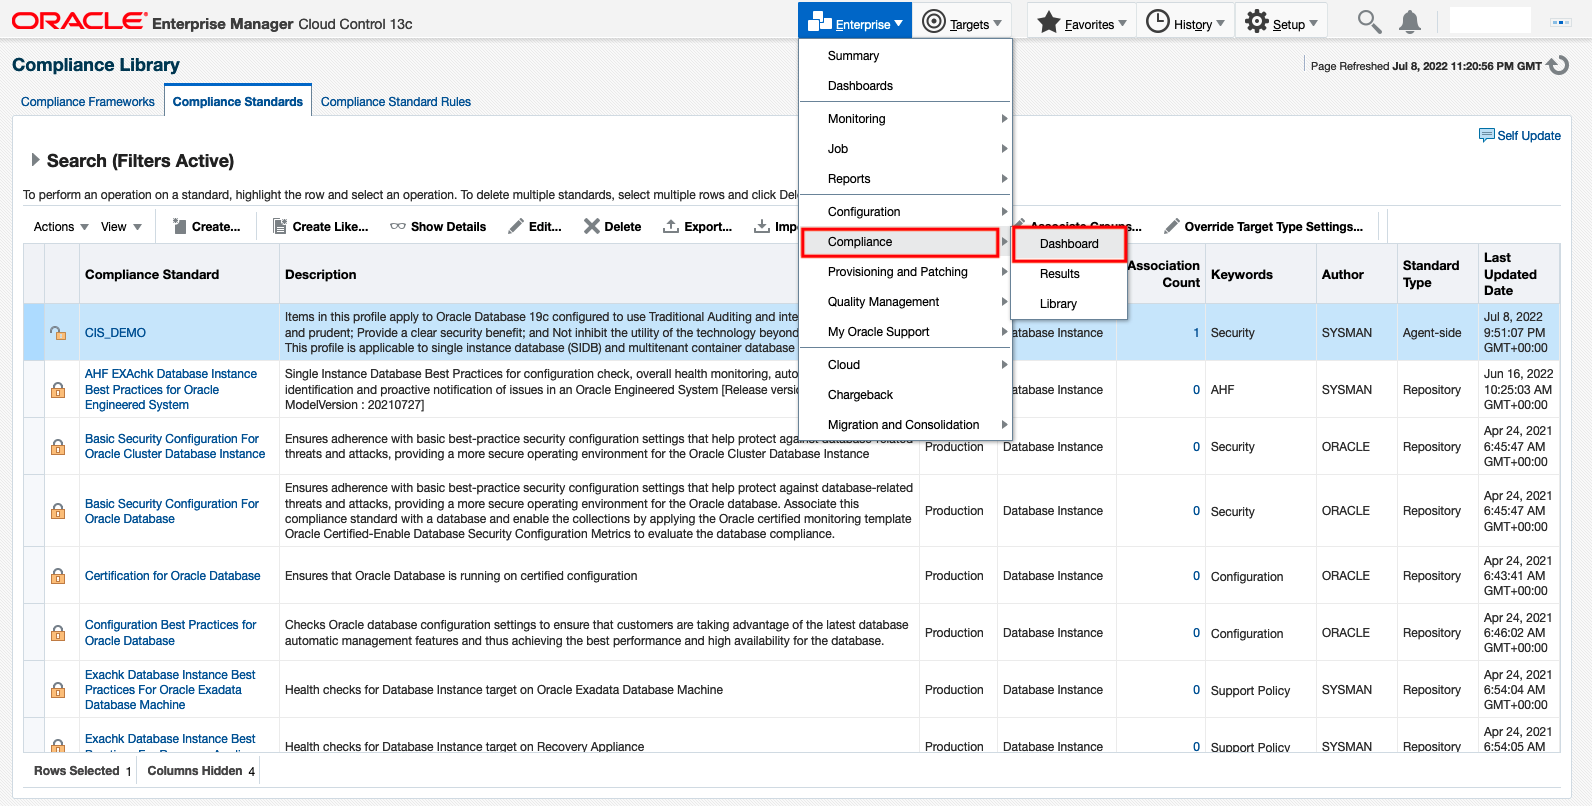 ORACLE Enterprise Manager Cloud Control 13c
Enterprise
Targets
Favorites
History
Setup
Compliance Library
Page Refreshed Jul 8, 2022 11:20:56 PM GMT
Compliance Frameworks
Compliance Standards
Compliance Standard Rules
Self Update
Search (Filters Active)
To perform an operation on a standard, highlight the row and select an operation. To delete multiple standards, select multiple rows and click
Actions
View
Create...
Create Like...
Show Details
Edit...
Delete
Export...
Override Target Type Settings...
Summary
Dashboards
Monitoring
Job
Reports
Configuration
Compliance
Provisioning and Patching
Quality Management
My Oracle Support
Cloud
Chargeback
Migration and Consolidation
Dashboard
Results
Library
Compliance Standard
Description
Association
Count
Keywords
Author
Standard
Type
Last
Updated
Date
CIS_DEMO
Items in this profile apply to Oracle Database 19c configured to use Traditional Auditing and
and prudent; Provide a clear security benefit; and Not inhibit the utility of the technology beyond
This profile is applicable to single instance database (SIDB) and multitenant container database
Instance
1
Security
SYSMAN
Agent-side
Jul 8, 2022
9:51:07 PM
GMT+00:00
AHF EXAchk Database Instance
Best Practices for Oracle
Engineered System
Single Instance Database Best Practices for configuration check, overall health monitoring,
identification and proactive notification of issues in an Oracle Engineered System [Release
ModelVersion : 20210727]
Instance
0
AHF
SYSMAN
Repository
Jun 16, 2022
10:25:03 AM
GMT+00:00
Basic Security Configuration For
Oracle Cluster Database Instance
Ensures adherence with basic best-practice security configuration settings that help protect against database-related
threats and attacks, providing a more secure operating environment for the Oracle Cluster Database Instance
Production
Database Instance
0
Security
ORACLE
Repository
Apr 24, 2021
6:45:47 AM
GMT+00:00
Basic Security Configuration For
Oracle Database
Ensures adherence with basic best-practice security configuration settings that help protect against database-related
threats and attacks, providing a more secure operating environment for the Oracle database. Associate this
compliance standard with a database and enable the collections by applying the Oracle certified monitoring template
Oracle Certified-Enable Database Security Configuration Metrics to evaluate the database compliance.
Production
Database Instance
0
Security
ORACLE
Repository
Apr 24, 2021
6:45:47 AM
GMT+00:00
Certification for Oracle Database
Ensures that Oracle Database is running on certified configuration
Production
Database Instance
0
Configuration
ORACLE
Repository
Apr 24, 2021
6:43:41 AM
GMT+00:00
Configuration Best Practices for
Oracle Database
Checks Oracle database configuration settings to ensure that customers are taking advantage of the latest database
automatic management features and thus achieving the best performance and high availability for the database.
Production
Database Instance
0
Configuration
ORACLE
Repository
Apr 24, 2021
6:46:02 AM
GMT+00:00
Exachk Database Instance Best
Practices For Oracle Exadata
Database Machine
Health checks for Database Instance target on Oracle Exadata Database Machine
Production
Database Instance
0
Support Policy
SYSMAN
Repository
Apr 24, 2021
6:54:04 AM
GMT+00:00
Exachk Database Instance Best
Health checks for Database Instance target on Recovery Appliance
Production
Database Instance
0
Support Policy
SYSMAN
Repository
Apr 24, 2021
6:54:05 AM
Rows Selected 1
Columns Hidden 4